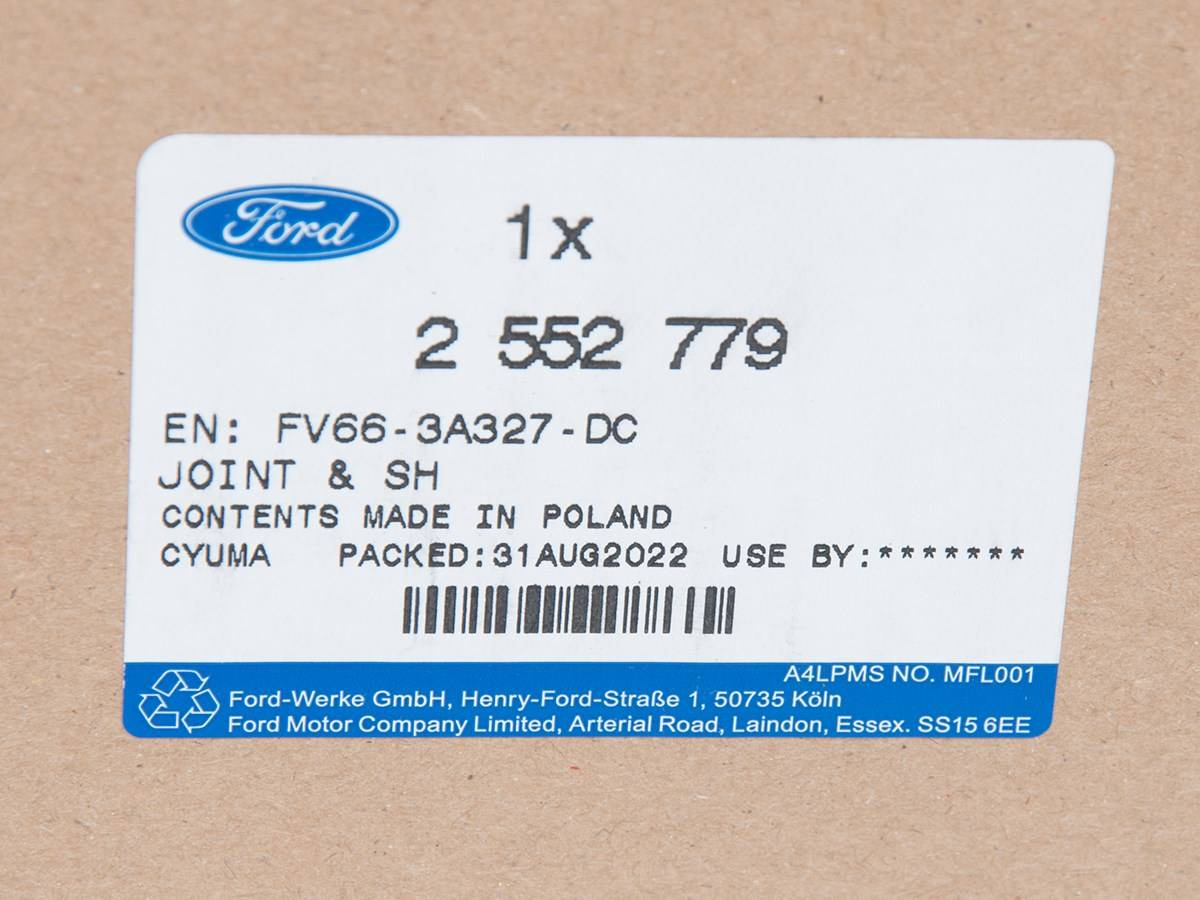 Ford
1x
2 552 779
EN: FV66-3A327-DC
JOINT & SH
CONTENTS MADE IN POLAND
CYUMA PACKED:31AUG2022 USE BY:*******
A4LPMS NO. MFL001
Ford-Werke GmbH, Henry-Ford-Straße 1, 50735 Köln
Ford Motor Company Limited, Arterial Road, Laindon, Essex. SS15 6EE